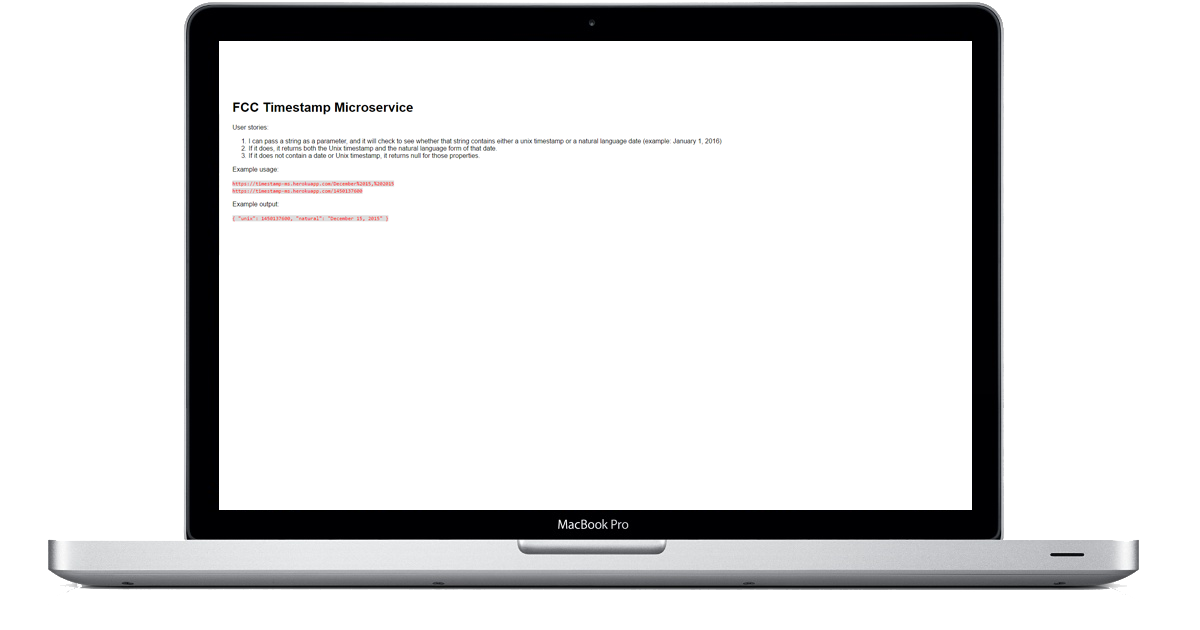 FCC Timestamp Microservice
User stories:
1. I can pass a string as a parameter, and it will check to see whether that string contains either a unix timestamp or a natural language date (example: January 1, 2016)
2. If it does, it returns both the Unix timestamp and the natural language form of that date.
3. If it does not contain a date or Unix timestamp, it returns null for those properties.
Example usage:
https://timestamp-ms.herokuapp.com/December%2015,%202015
https://timestamp-ms.herokuapp.com/1450137600
Example output:
{ "unix": 1450137600, "natural": "December 15, 2015" }
MacBook Pro